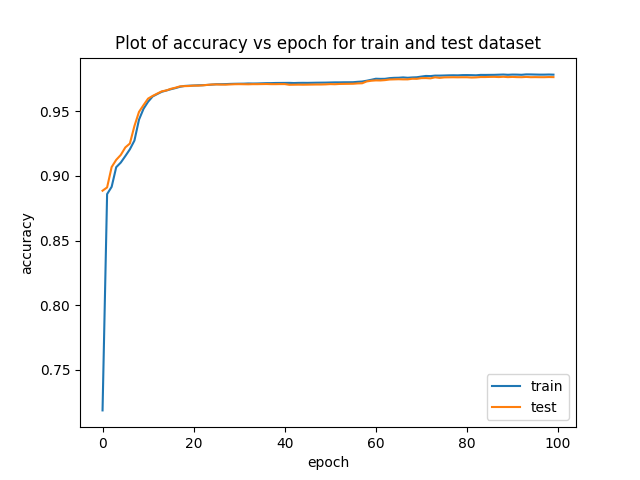 Plot of accuracy vs epoch for train and test dataset
0.95
0.90
0.85
0.80
0.75
accuracy
train
test
0 20 40 60 80 100
epoch